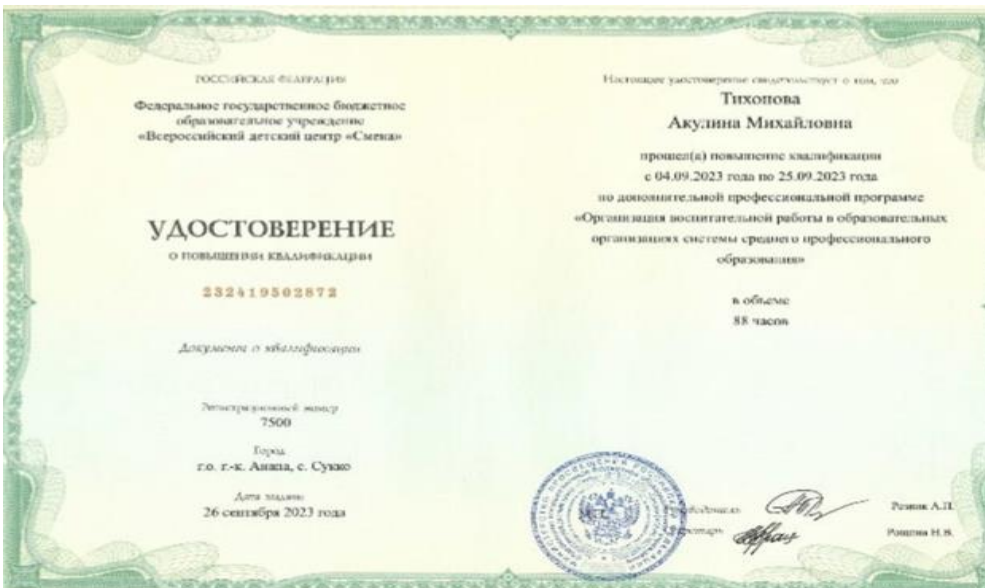 РОССИЙСКАЯ ФЕДЕРАЦИЯ
Федеральное государственное бюджетное
образовательное учреждение
«Всероссийский детский центр «Смена»
УДОСТОВЕРЕНИЕ
О ПОВЫШЕНИИ КВАЛИФИКАЦИИ
232419502872
Документ о квалификации
Регистрационный номер
7500
Город
г.о. г.-к. Анапа, с. Сукко
Дата выдачи
26 сентября 2023 года
Настоящее удостоверение свидетельствует о том, что
Тихонова
Акулина Михайловна
прошел(а) повышение квалификации
с 04.09.2023 года по 25.09.2023 года
по дополнительной профессиональной программе
«Организация воспитательной работы в образовательных
организациях системы среднего профессионального
образования»
в объеме
88 часов
Руководитель
Резник А.П.
Секретарь